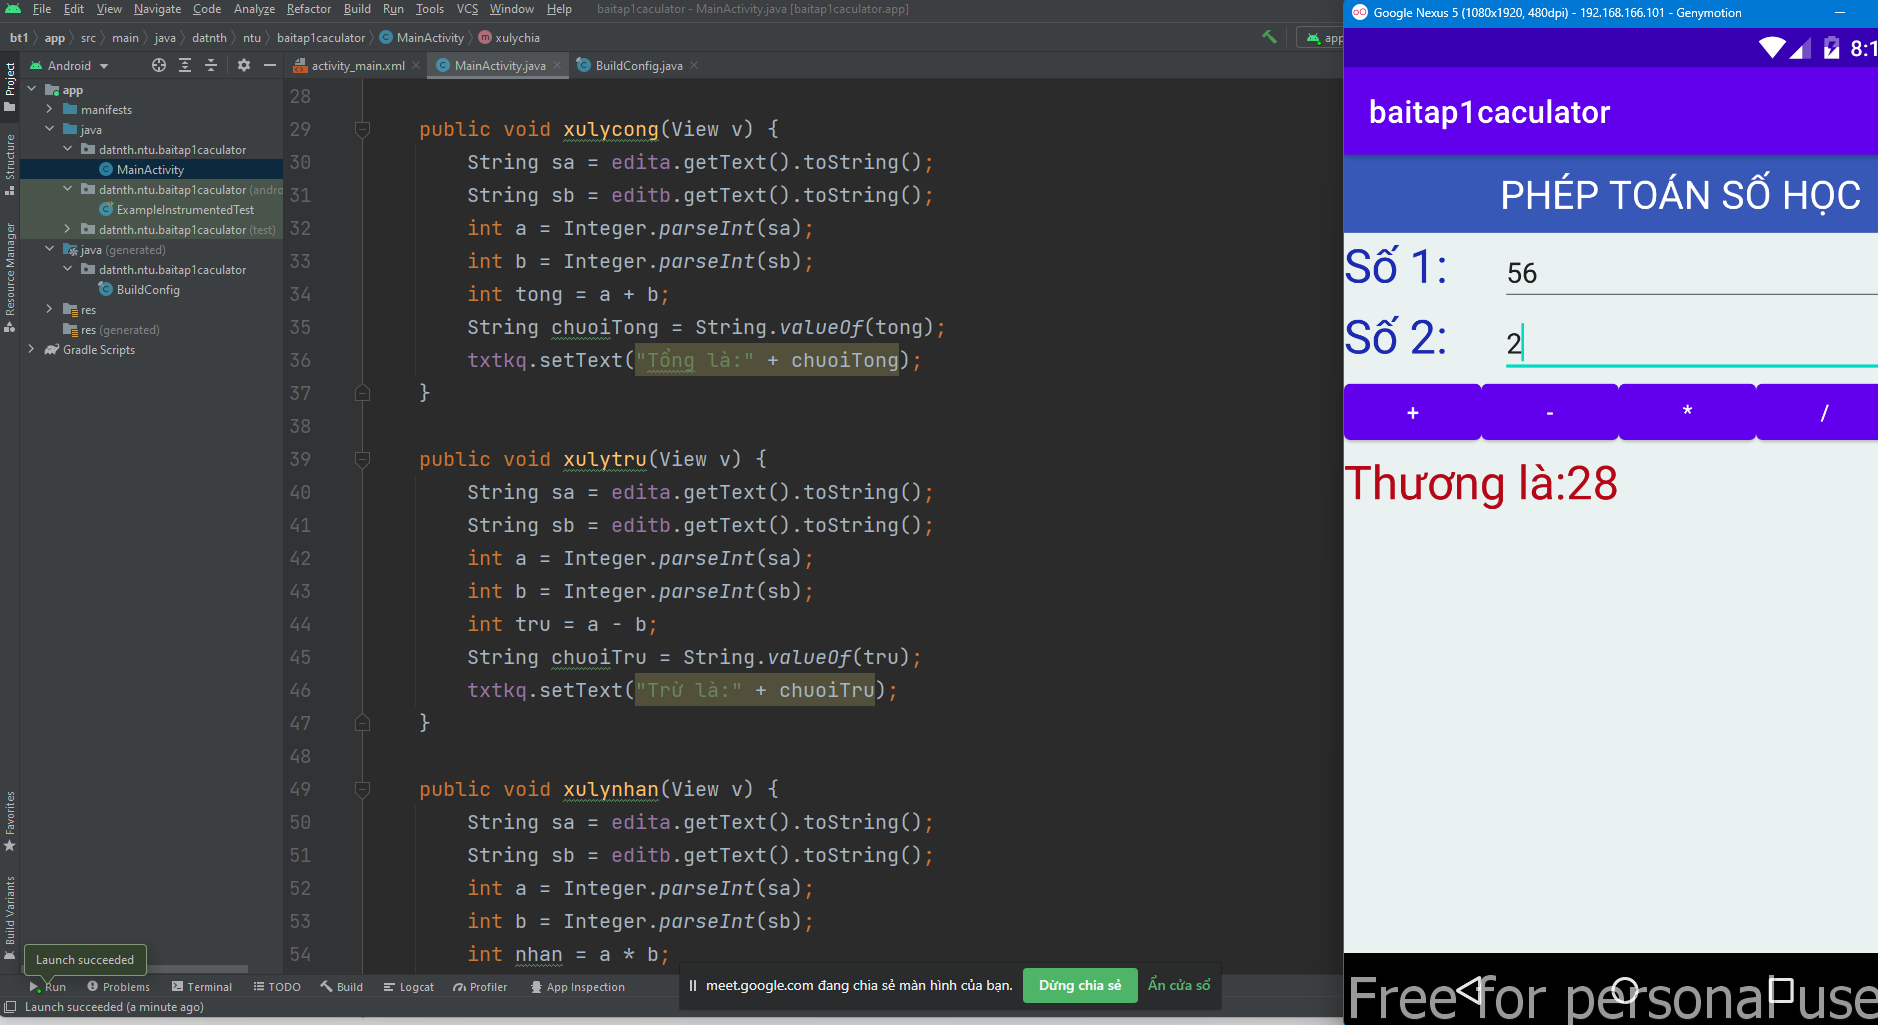 File Edit View Navigate Code Analyze Refactor Build Run Tools VCS Window Help baitap1caculator - MainActivity.java [baitap1caculator.app]
bt1 app src main java datnth ntu baitap1caculator MainActivity xulychia app
Android
activity_main.xml MainActivity.java BuildConfig.java
Project
Structure
Resource Manager
Favorites
Build Variants
app
manifests
java
datnth.ntu.baitap1caculator
MainActivity
datnth.ntu.baitap1caculator (andro
ExampleInstrumentedTest
datnth.ntu.baitap1caculator (test)
java (generated)
datnth.ntu.baitap1caculator
BuildConfig
res
res (generated)
Gradle Scripts
28
29 public void xulycong(View v) {
30 String sa = edita.getText().toString();
31 String sb = editb.getText().toString();
32 int a = Integer.parseInt(sa);
33 int b = Integer.parseInt(sb);
34 int tong = a + b;
35 String chuoiTong = String.valueOf(tong);
36 txtkq.setText("Tổng là:" + chuoiTong);
37 }
38
39 public void xulytru(View v) {
40 String sa = edita.getText().toString();
41 String sb = editb.getText().toString();
42 int a = Integer.parseInt(sa);
43 int b = Integer.parseInt(sb);
44 int tru = a - b;
45 String chuoiTru = String.valueOf(tru);
46 txtkq.setText("Trừ là:" + chuoiTru);
47 }
48
49 public void xulynhan(View v) {
50 String sa = edita.getText().toString();
51 String sb = editb.getText().toString();
52 int a = Integer.parseInt(sa);
53 int b = Integer.parseInt(sb);
54 int nhan = a * b;
Launch succeeded
Run Problems Terminal TODO Build Logcat Profiler App Inspection
Launch succeeded (a minute ago)
meet.google.com đang chia sẻ màn hình của bạn. Dừng chia sẻ Ẩn cửa sổ
Google Nexus 5 (1080x1920, 480dpi) - 192.168.166.101 - Genymotion
8:1
baitap1caculator
PHÉP TOÁN SỐ HỌC
Số 1: 56
Số 2: 2
+ - * /
Thương là:28
Free for personal use